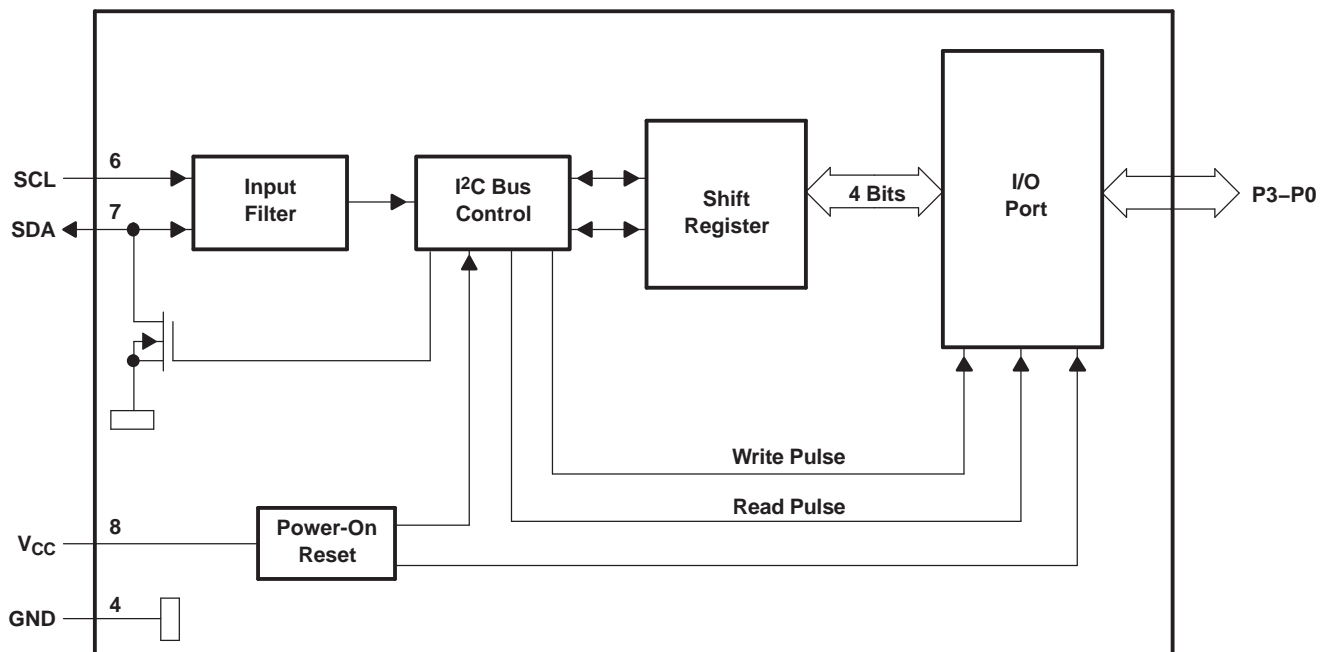 6
SCL
7
SDA
Input
Filter
I²C Bus
Control
Shift
Register
4 Bits
I/O
Port
P3–P0
Write Pulse
Read Pulse
8
VCC
Power-On
Reset
4
GND